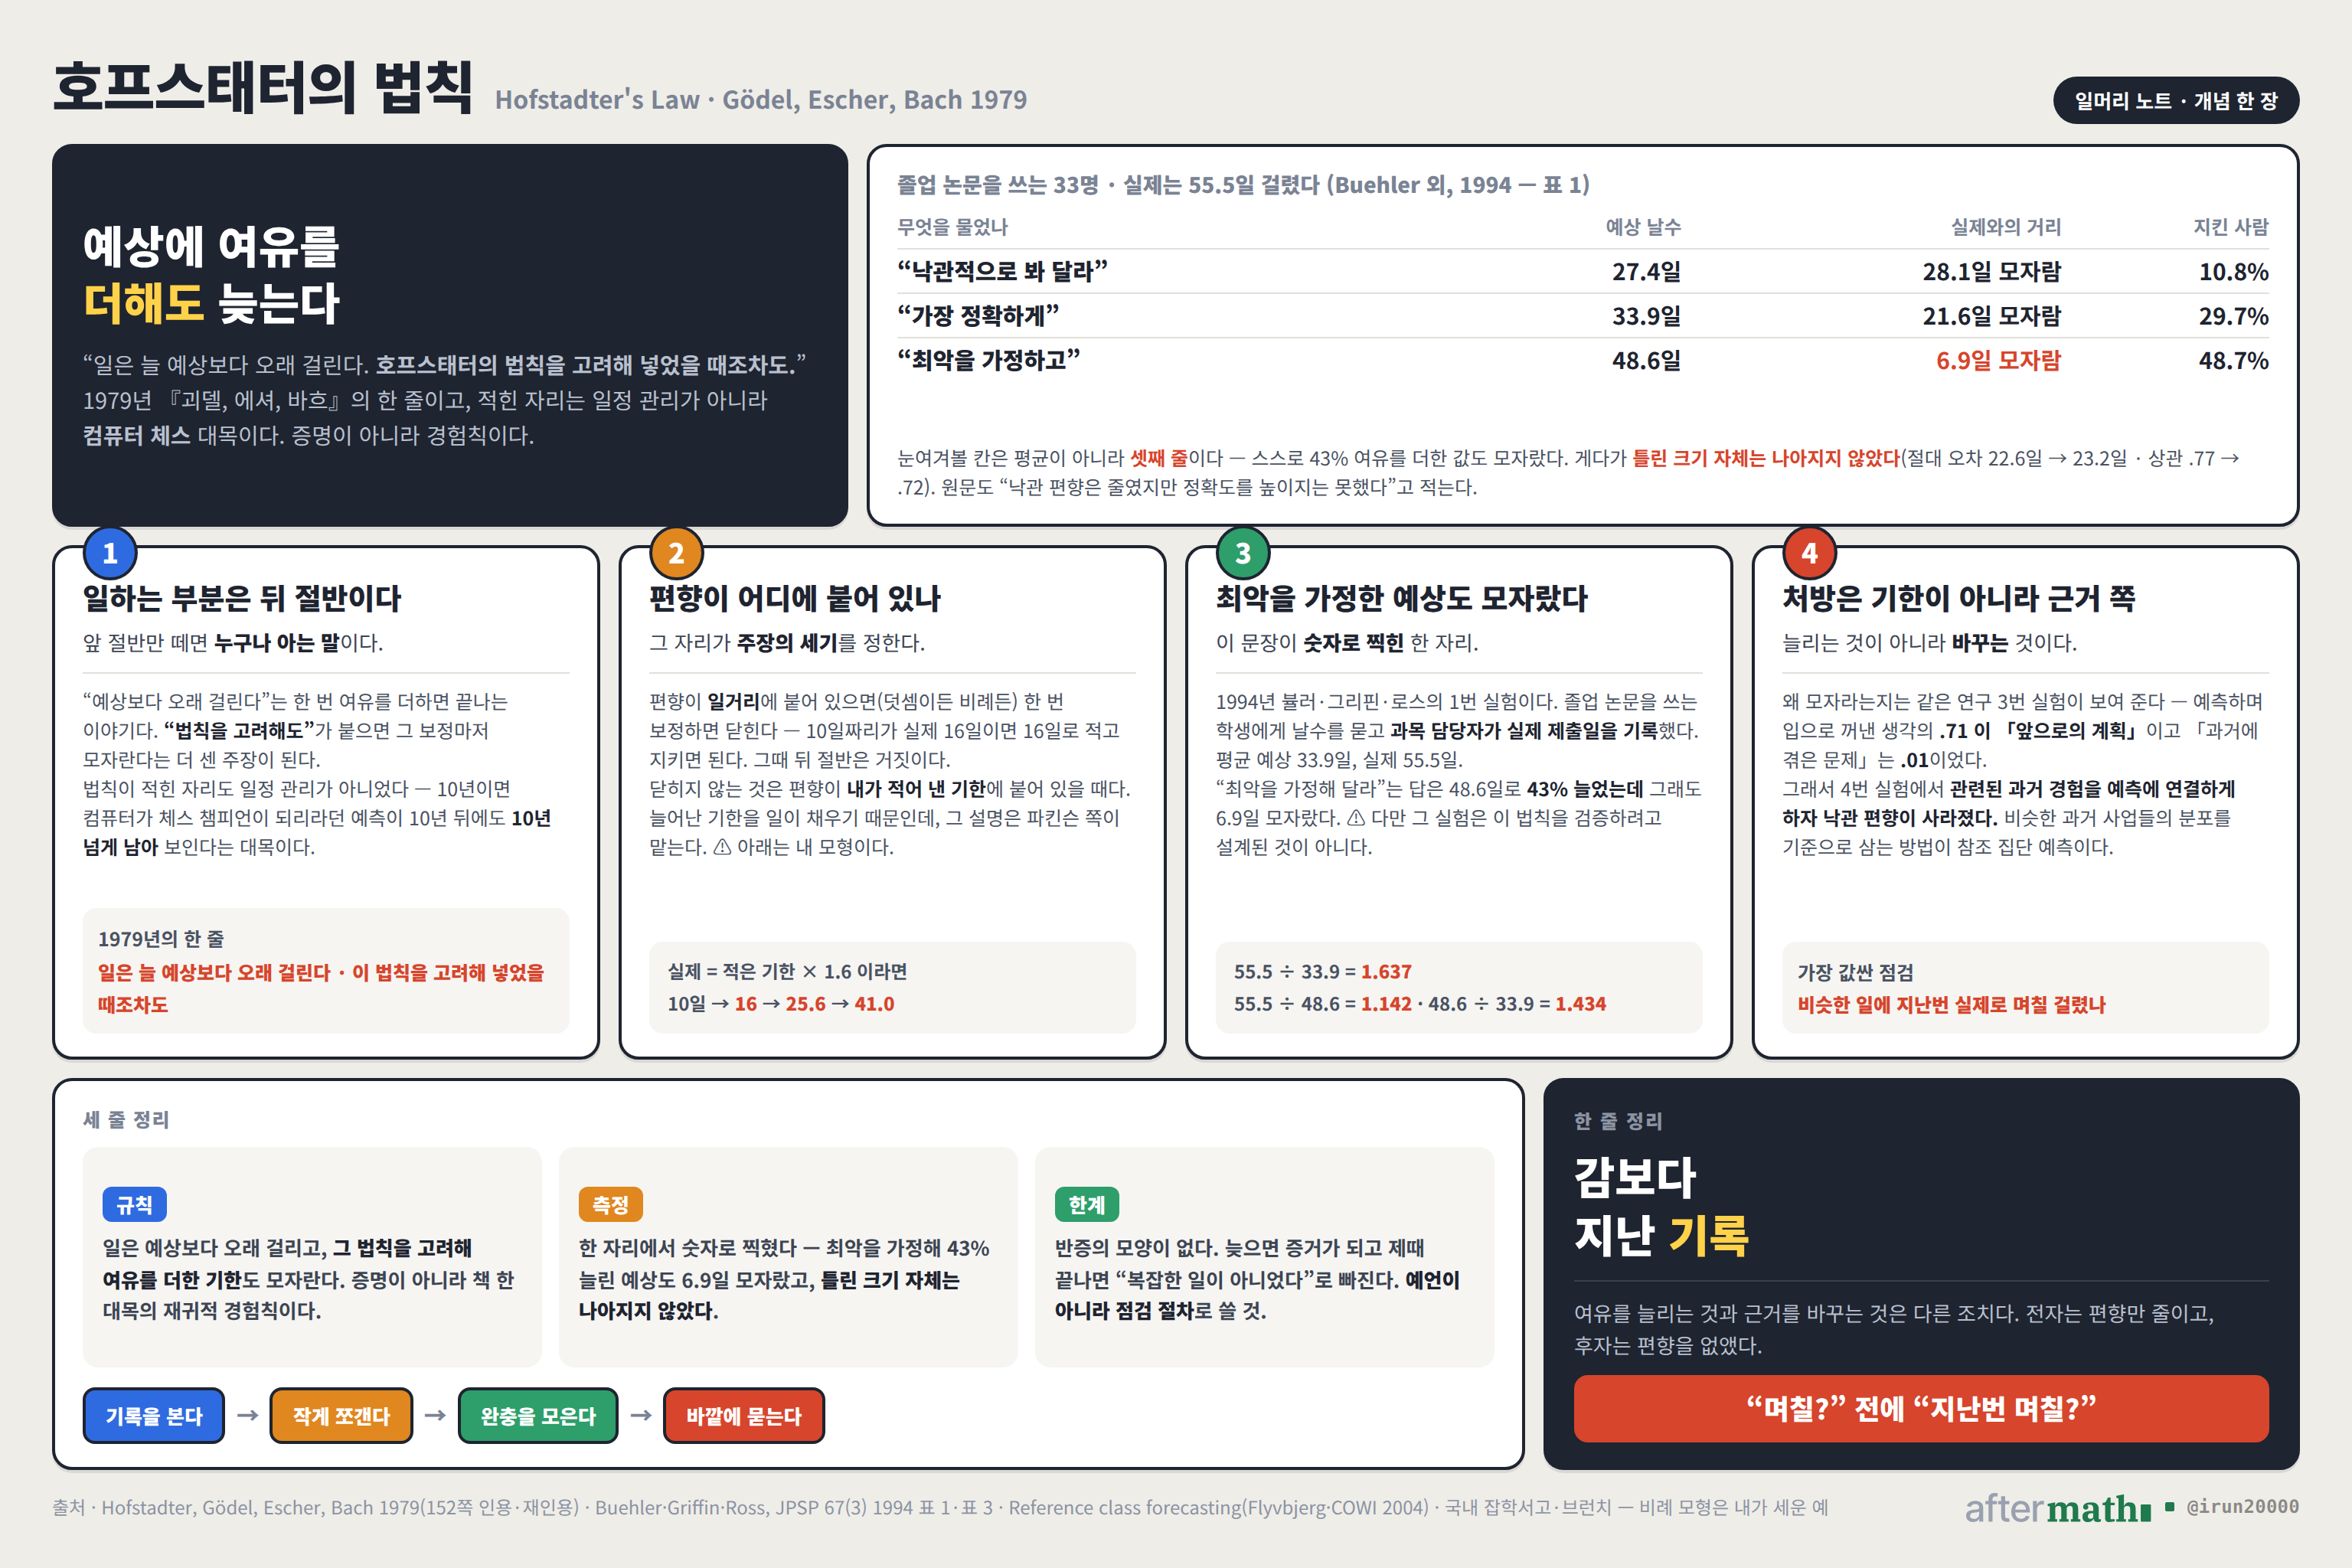 호프스태터의 법칙
Hofstadter's Law · Gödel, Escher, Bach 1979
일머리 노트 · 개념 한 장
예상에 여유를
더해도 늦는다
“일은 늘 예상보다 오래 걸린다. 호프스태터의 법칙을 고려해 넣었을 때조차도.”
1979년 『괴델, 에셔, 바흐』의 한 줄이고, 적힌 자리는 일정 관리가 아니라
컴퓨터 체스 대목이다. 증명이 아니라 경험칙이다.
졸업 논문을 쓰는 33명 · 실제는 55.5일 걸렸다 (Buehler 외, 1994 — 표 1)
무엇을 물었나 예상 날수 실제와의 거리 지킨 사람
“낙관적으로 봐 달라” 27.4일 28.1일 모자람 10.8%
“가장 정확하게” 33.9일 21.6일 모자람 29.7%
“최악을 가정하고” 48.6일 6.9일 모자람 48.7%
눈여겨볼 칸은 평균이 아니라 셋째 줄이다 — 스스로 43% 여유를 더한 값도 모자랐다. 게다가 틀린 크기 자체는 나아지지 않았다(절대 오차 22.6일 → 23.2일 · 상관 .77 →
.72). 원문도 “낙관 편향은 줄였지만 정확도를 높이지는 못했다”고 적는다.
1
일하는 부분은 뒤 절반이다
앞 절반만 떼면 누구나 아는 말이다.
“예상보다 오래 걸린다”는 한 번 여유를 더하면 끝나는
이야기다. “법칙을 고려해도”가 붙으면 그 보정마저
모자란다는 더 센 주장이 된다.
법칙이 적힌 자리도 일정 관리가 아니었다 — 10년이면
컴퓨터가 체스 챔피언이 되리라던 예측이 10년 뒤에도 10년
넘게 남아 보인다는 대목이다.
1979년의 한 줄
일은 늘 예상보다 오래 걸린다 · 이 법칙을 고려해 넣었을
때조차도
2
편향이 어디에 붙어 있나
그 자리가 주장의 세기를 정한다.
편향이 일거리에 붙어 있으면(덧셈이든 비례든) 한 번
보정하면 닫힌다 — 10일짜리가 실제 16일이면 16일로 적고
지키면 된다. 그때 뒤 절반은 거짓이다.
닫히지 않는 것은 편향이 내가 적어 낸 기한에 붙어 있을 때다.
늘어난 기한을 일이 채우기 때문인데, 그 설명은 파킨슨 쪽이
맡는다. ⚠ 아래는 내 모형이다.
실제 = 적은 기한 × 1.6 이라면
10일 → 16 → 25.6 → 41.0
3
최악을 가정한 예상도 모자랐다
이 문장이 숫자로 찍힌 한 자리.
1994년 뷸러·그리핀·로스의 1번 실험이다. 졸업 논문을 쓰는
학생에게 날수를 묻고 과목 담당자가 실제 제출일을 기록했다.
평균 예상 33.9일, 실제 55.5일.
“최악을 가정해 달라”는 답은 48.6일로 43% 늘었는데 그래도
6.9일 모자랐다. ⚠ 다만 그 실험은 이 법칙을 검증하려고
설계된 것이 아니다.
55.5 ÷ 33.9 = 1.637
55.5 ÷ 48.6 = 1.142 · 48.6 ÷ 33.9 = 1.434
4
처방은 기한이 아니라 근거 쪽
늘리는 것이 아니라 바꾸는 것이다.
왜 모자라는지는 같은 연구 3번 실험이 보여 준다 — 예측하며
입으로 꺼낸 생각의 .71 이 「앞으로의 계획」이고 「과거에
겪은 문제」는 .01이었다.
그래서 4번 실험에서 관련된 과거 경험을 예측에 연결하게
하자 낙관 편향이 사라졌다. 비슷한 과거 사업들의 분포를
기준으로 삼는 방법이 참조 집단 예측이다.
가장 값싼 점검
비슷한 일에 지난번 실제로 며칠 걸렸나
세 줄 정리
규칙
일은 예상보다 오래 걸리고, 그 법칙을 고려해
여유를 더한 기한도 모자란다. 증명이 아니라 책 한
대목의 재귀적 경험칙이다.
측정
한 자리에서 숫자로 찍혔다 — 최악을 가정해 43%
늘린 예상도 6.9일 모자랐고, 틀린 크기 자체는
나아지지 않았다.
한계
반증의 모양이 없다. 늦으면 증거가 되고 제때
끝나면 “복잡한 일이 아니었다”로 빠진다. 예언이
아니라 점검 절차로 쓸 것.
기록을 본다 → 작게 쪼갠다 → 완충을 모은다 → 바깥에 묻는다
한 줄 정리
감보다
지난 기록
여유를 늘리는 것과 근거를 바꾸는 것은 다른 조치다. 전자는 편향만 줄이고,
후자는 편향을 없앴다.
“며칠?” 전에 “지난번 며칠?”
출처 · Hofstadter, Gödel, Escher, Bach 1979(152쪽 인용·재인용) · Buehler·Griffin·Ross, JPSP 67(3) 1994 표 1·표 3 · Reference class forecasting(Flyvbjerg·COWI 2004) · 국내 잡학서고·브런치 — 비례 모형은 내가 세운 예
aftermath @irun20000